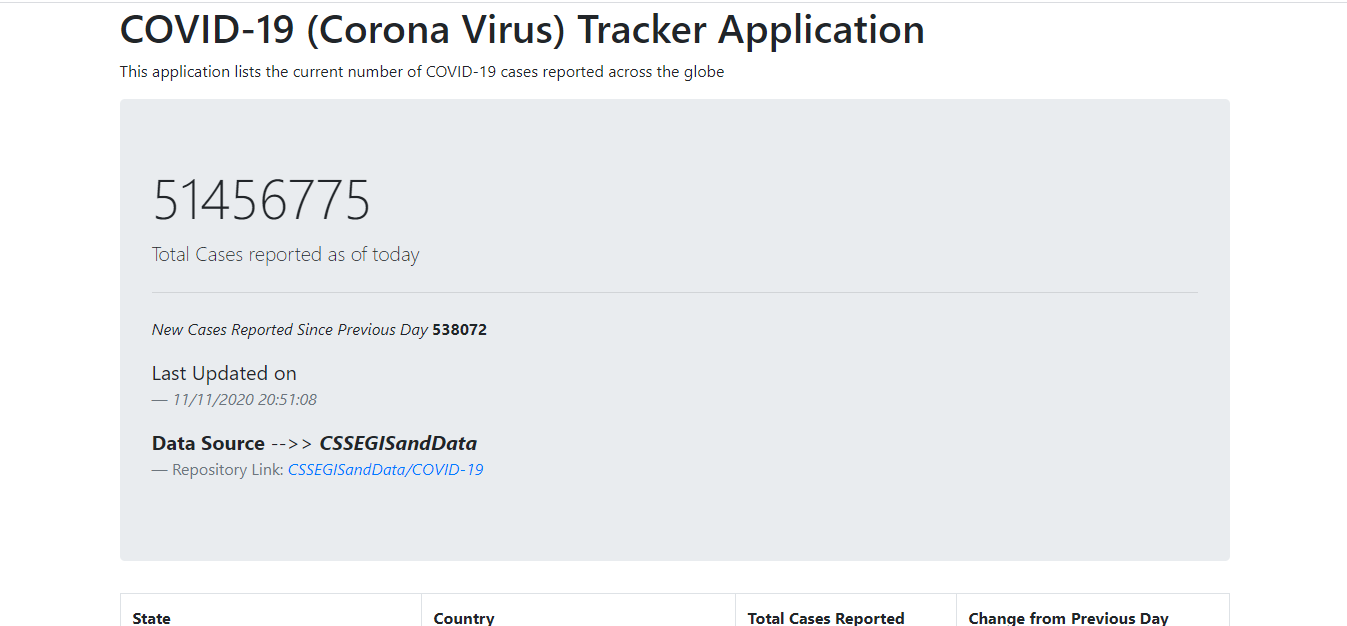 COVID-19 (Corona Virus) Tracker Application
This application lists the current number of COVID-19 cases reported across the globe
51456775
Total Cases reported as of today
New Cases Reported Since Previous Day 538072
Last Updated on
— 11/11/2020 20:51:08
Data Source -->> CSSEGISandData
— Repository Link: CSSEGISandData/COVID-19
State Country Total Cases Reported Change from Previous Day